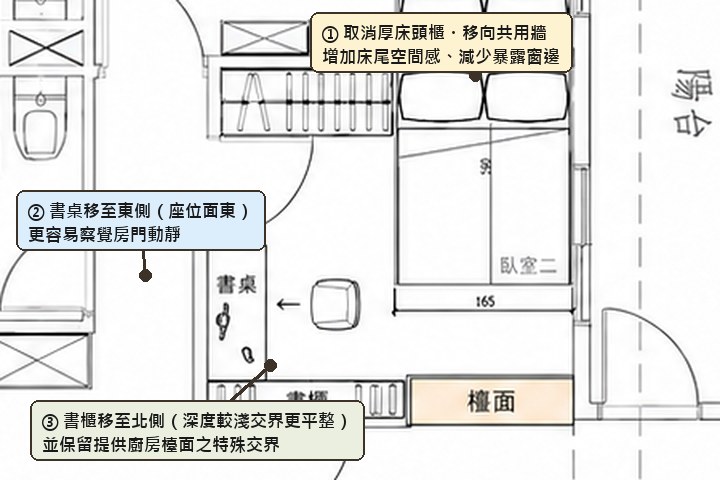 ① 取消厚床頭櫃・移向共用牆
增加床尾空間感、減少暴露窗邊
陽台
90
② 書桌移至東側（座位面東）
更容易察覺房門動靜
臥室二
書桌
165
書櫃
檯面
③ 書櫃移至北側（深度較淺交界更平整）
並保留提供廚房檯面之特殊交界